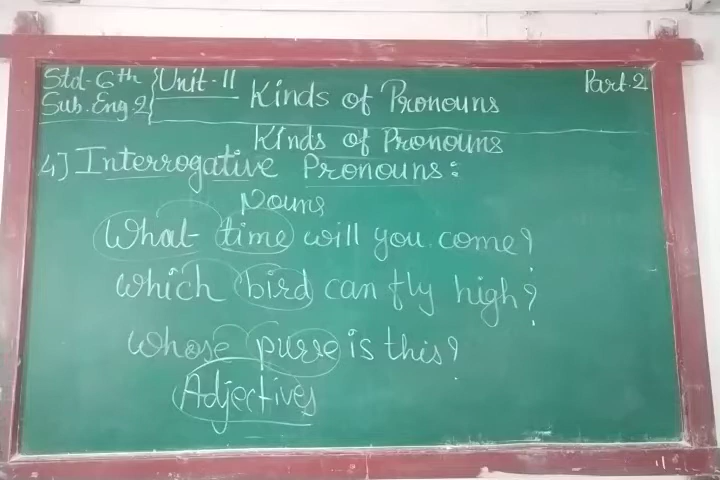 Std-6th { Unit-11 Kinds of Pronouns Part.2
Sub.Eng.2
Kinds of Pronouns
4] Interrogative Pronouns:
Nouns
What time will you come?
Which bird can fly high?
Whose purse is this?
Adjectives